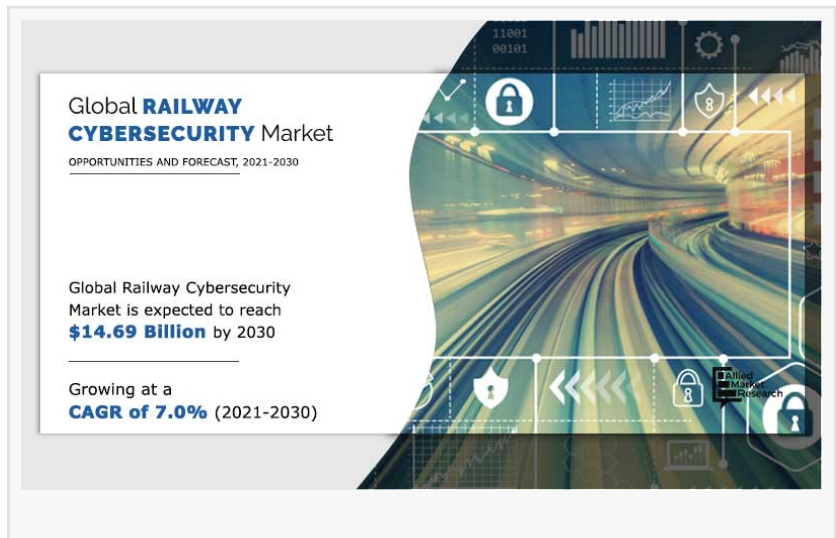 11001
00101
Global RAILWAY
CYBERSECURITY Market
OPPORTUNITIES AND FORECAST, 2021-2030
Global Railway Cybersecurity
Market is expected to reach
$14.69 Billion by 2030
Growing at a
CAGR of 7.0% (2021-2030)
Allied
Market
Research